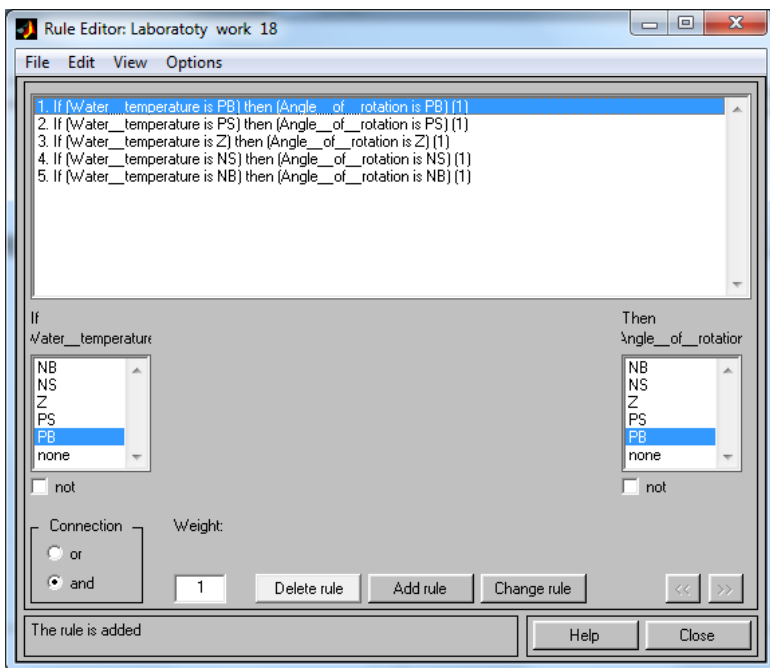 Rule Editor: Laboratoty work 18
File Edit View Options
1. If (Water__temperature is PB) then (Angle__of__rotation is PB) (1)
2. If (Water__temperature is PS) then (Angle__of__rotation is PS) (1)
3. If (Water__temperature is Z) then (Angle__of__rotation is Z) (1)
4. If (Water__temperature is NS) then (Angle__of__rotation is NS) (1)
5. If (Water__temperature is NB) then (Angle__of__rotation is NB) (1)
If
Water__temperature
NB
NS
Z
PS
PB
none
not
Then
Angle__of__rotation
NB
NS
Z
PS
PB
none
not
Connection
or
and
Weight:
1
Delete rule Add rule Change rule << >>
The rule is added
Help Close